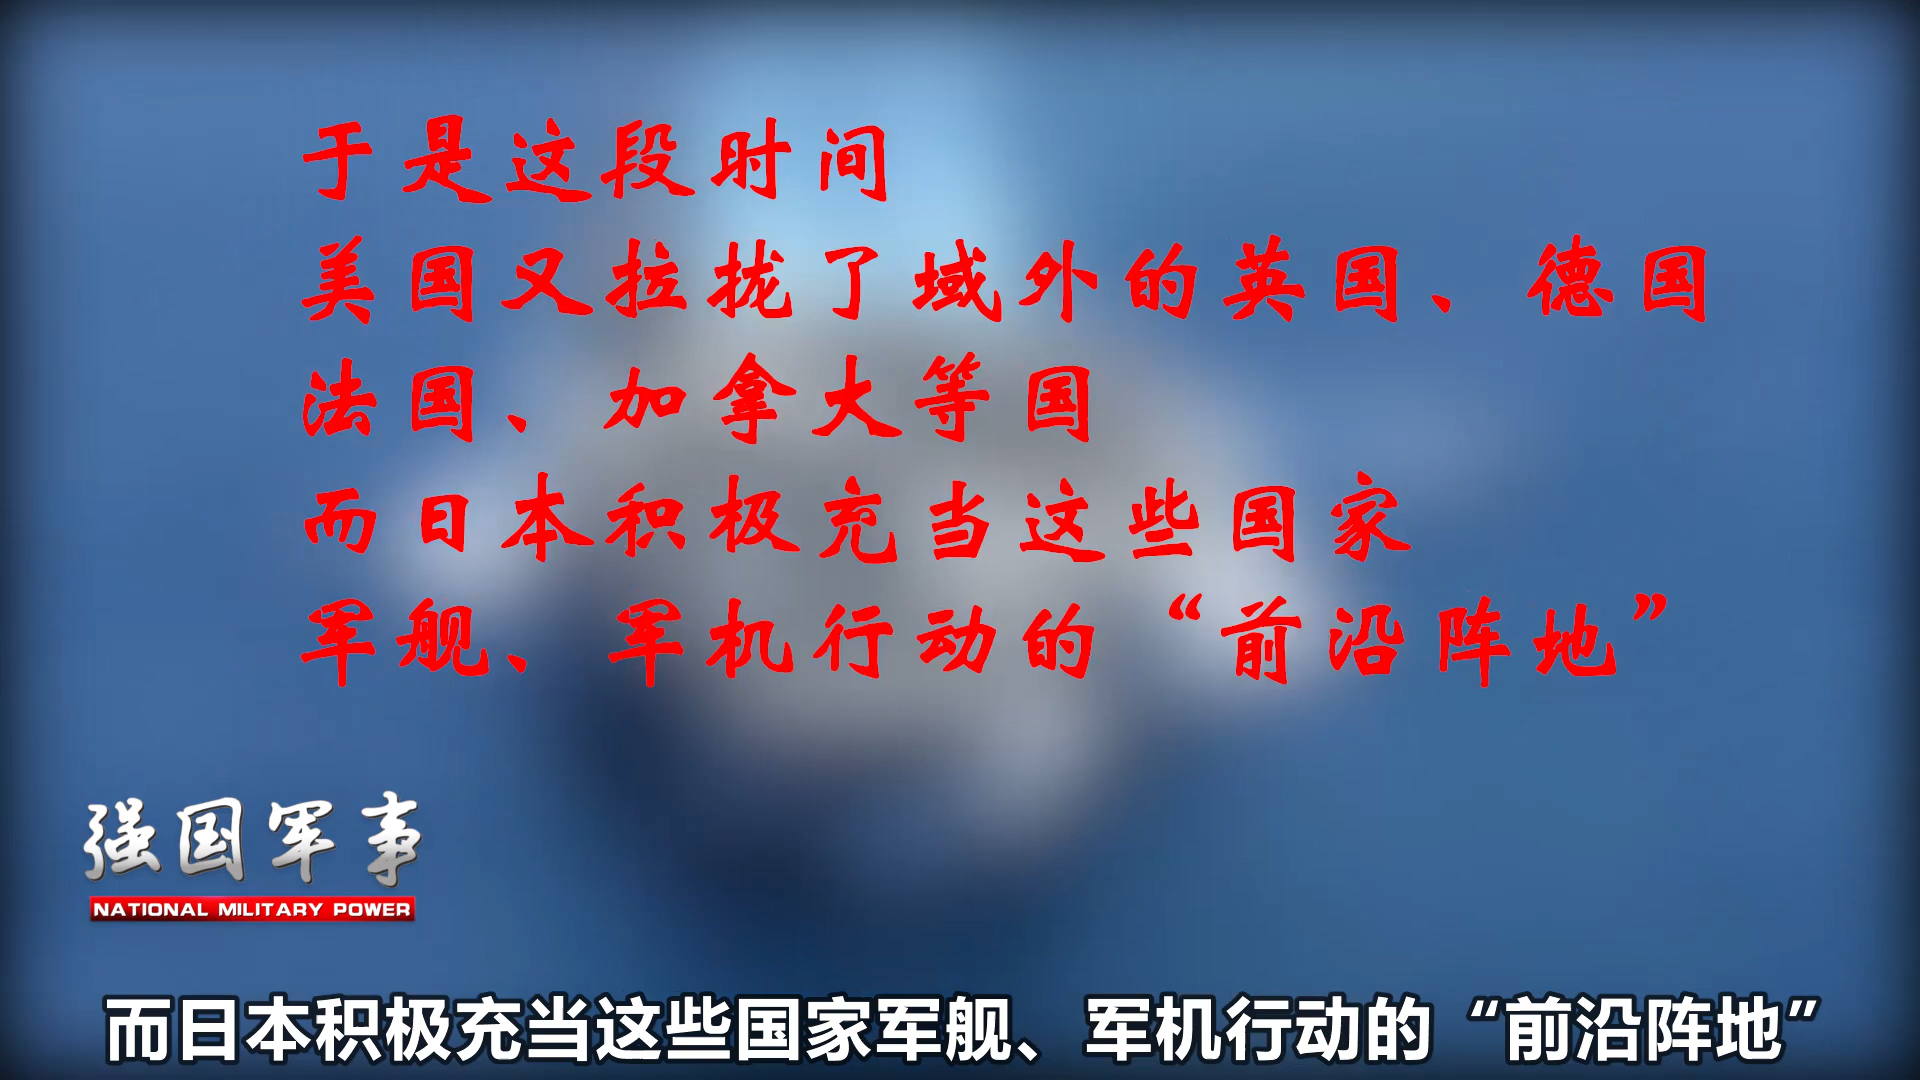 于是这段时间
美国又拉拢了域外的英国、德国
法国、加拿大等国
而日本积极充当这些国家
军舰、军机行动的“前沿阵地”
强国军事
NATIONAL MILITARY POWER
而日本积极充当这些国家军舰、军机行动的“前沿阵地”